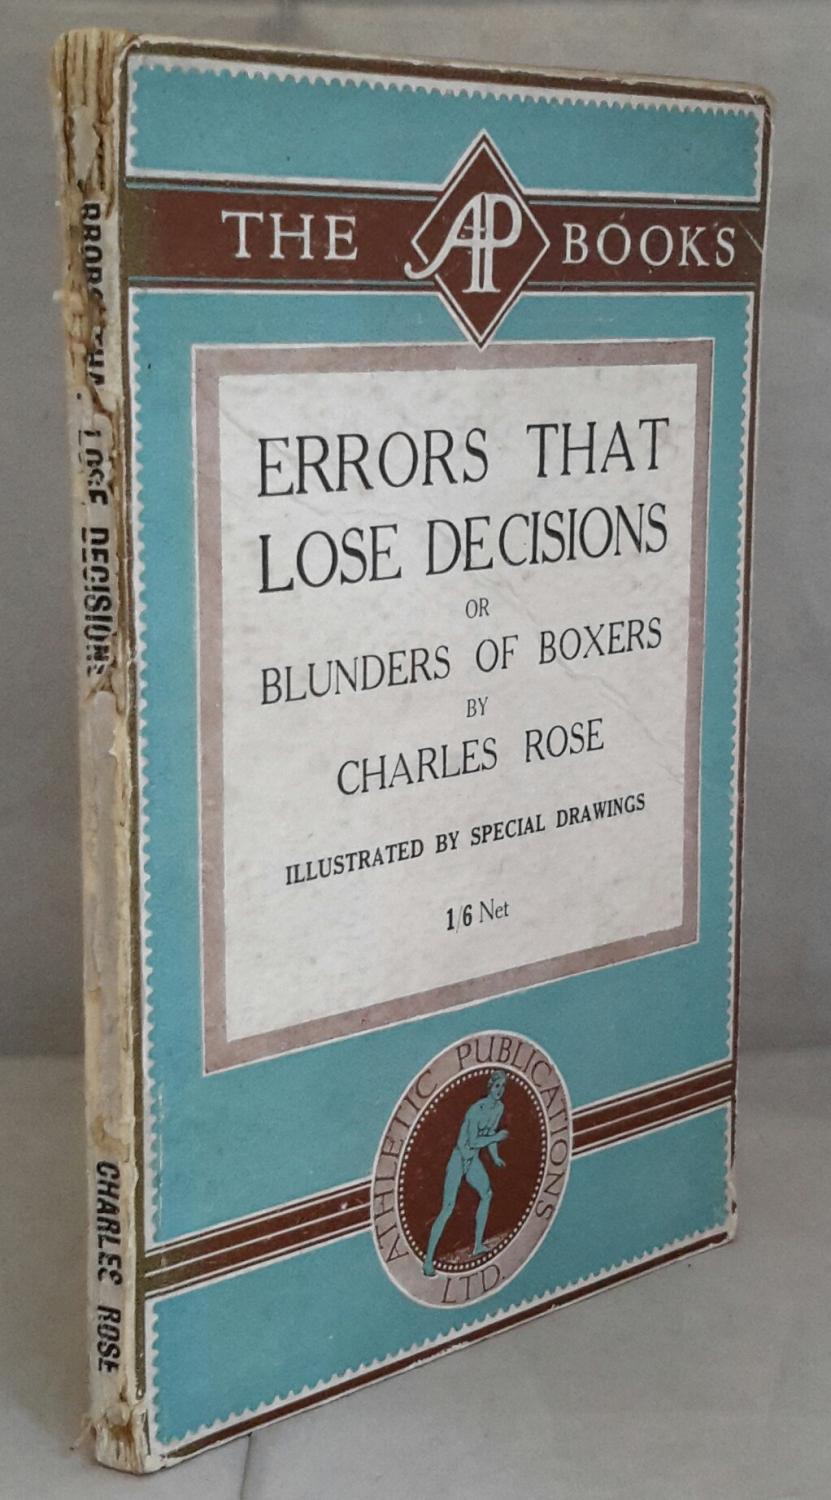 THE AP BOOKS
ERRORS THAT
LOSE DECISIONS
OR
BLUNDERS OF BOXERS
BY
CHARLES ROSE
ILLUSTRATED BY SPECIAL DRAWINGS
1/6 Net
ATHLETIC PUBLICATIONS
LTD.
LOSE DECISIONS
CHARLES ROSE